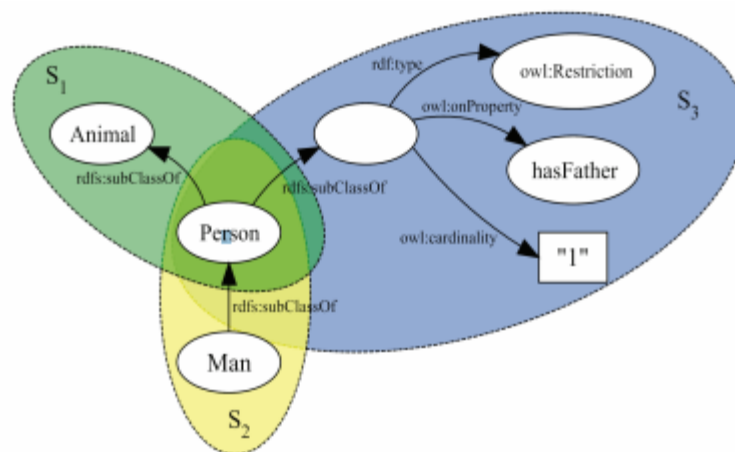 S1
rdf:type
owl:Restriction
S3
owl:onProperty
Animal
rdfs:subClassOf
rdfs:subClassOf
hasFather
Person
owl:cardinality
"1"
rdfs:subClassOf
Man
S2